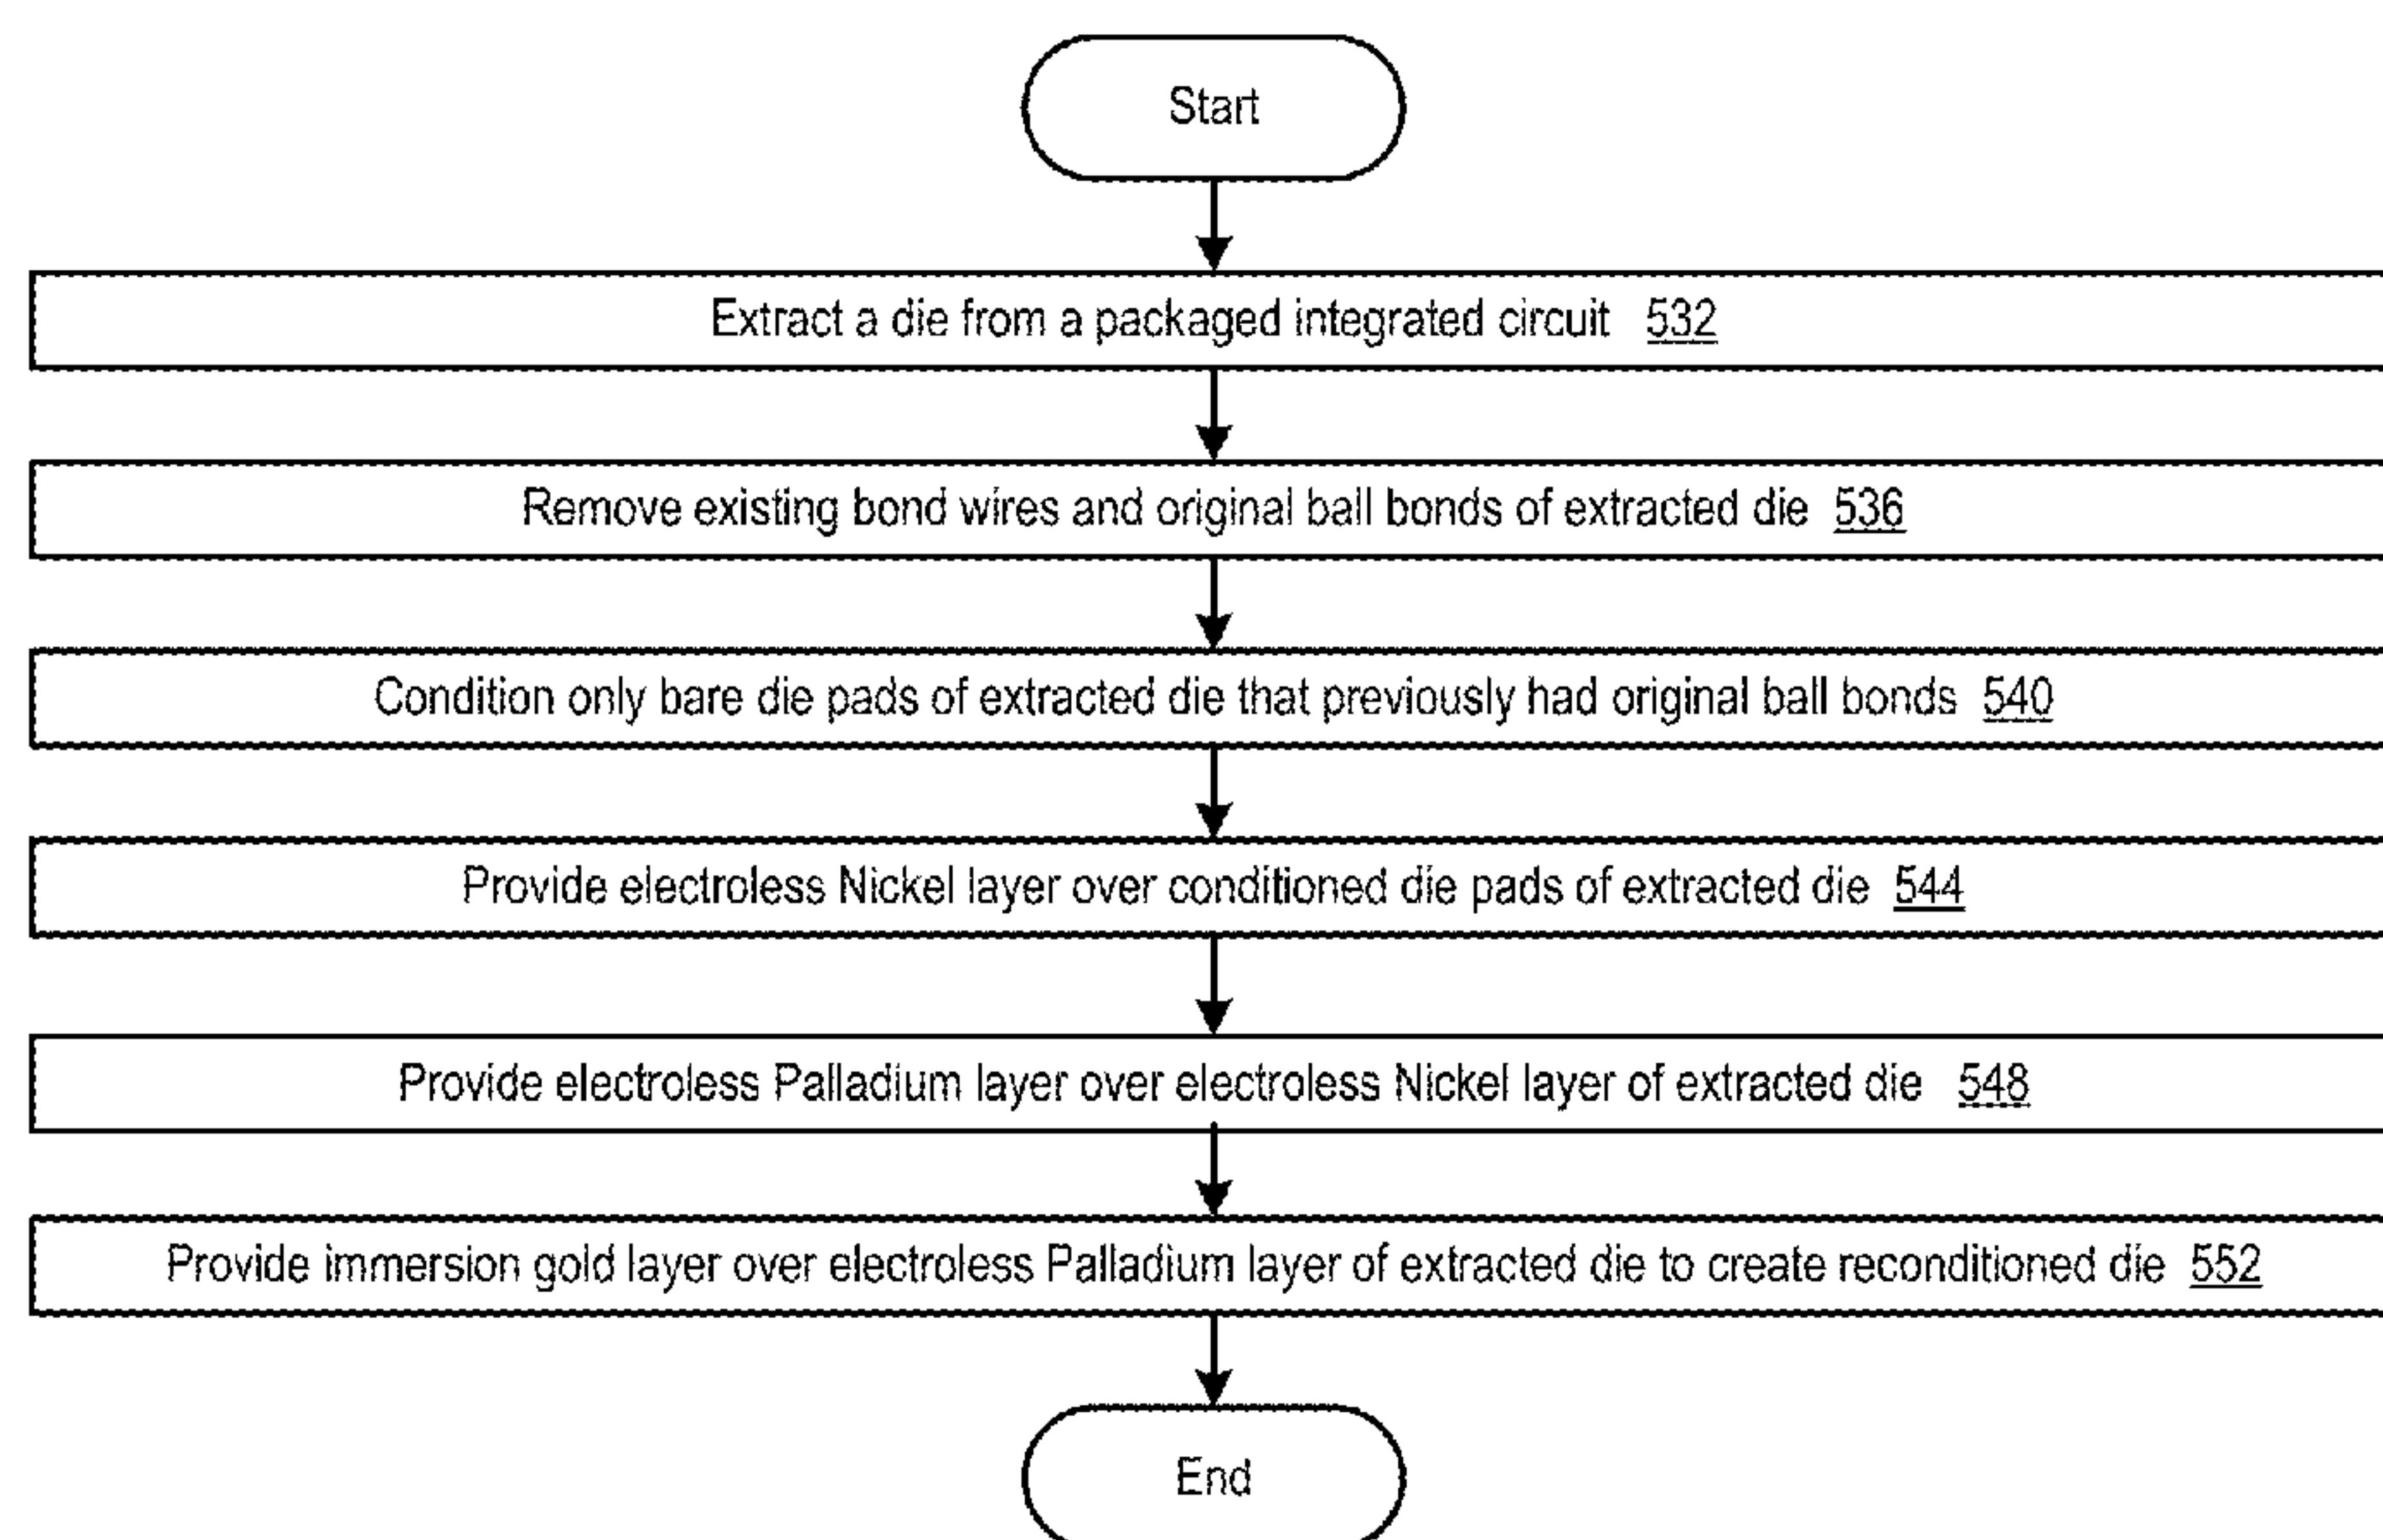 Start
Extract a die from a packaged integrated circuit 532
Remove existing bond wires and original ball bonds of extracted die 536
Condition only bare die pads of extracted die that previously had original ball bonds 540
Provide electroless Nickel layer over conditioned die pads of extracted die 544
Provide electroless Palladium layer over electroless Nickel layer of extracted die 548
Provide immersion gold layer over electroless Palladium layer of extracted die to create reconditioned die 552
End